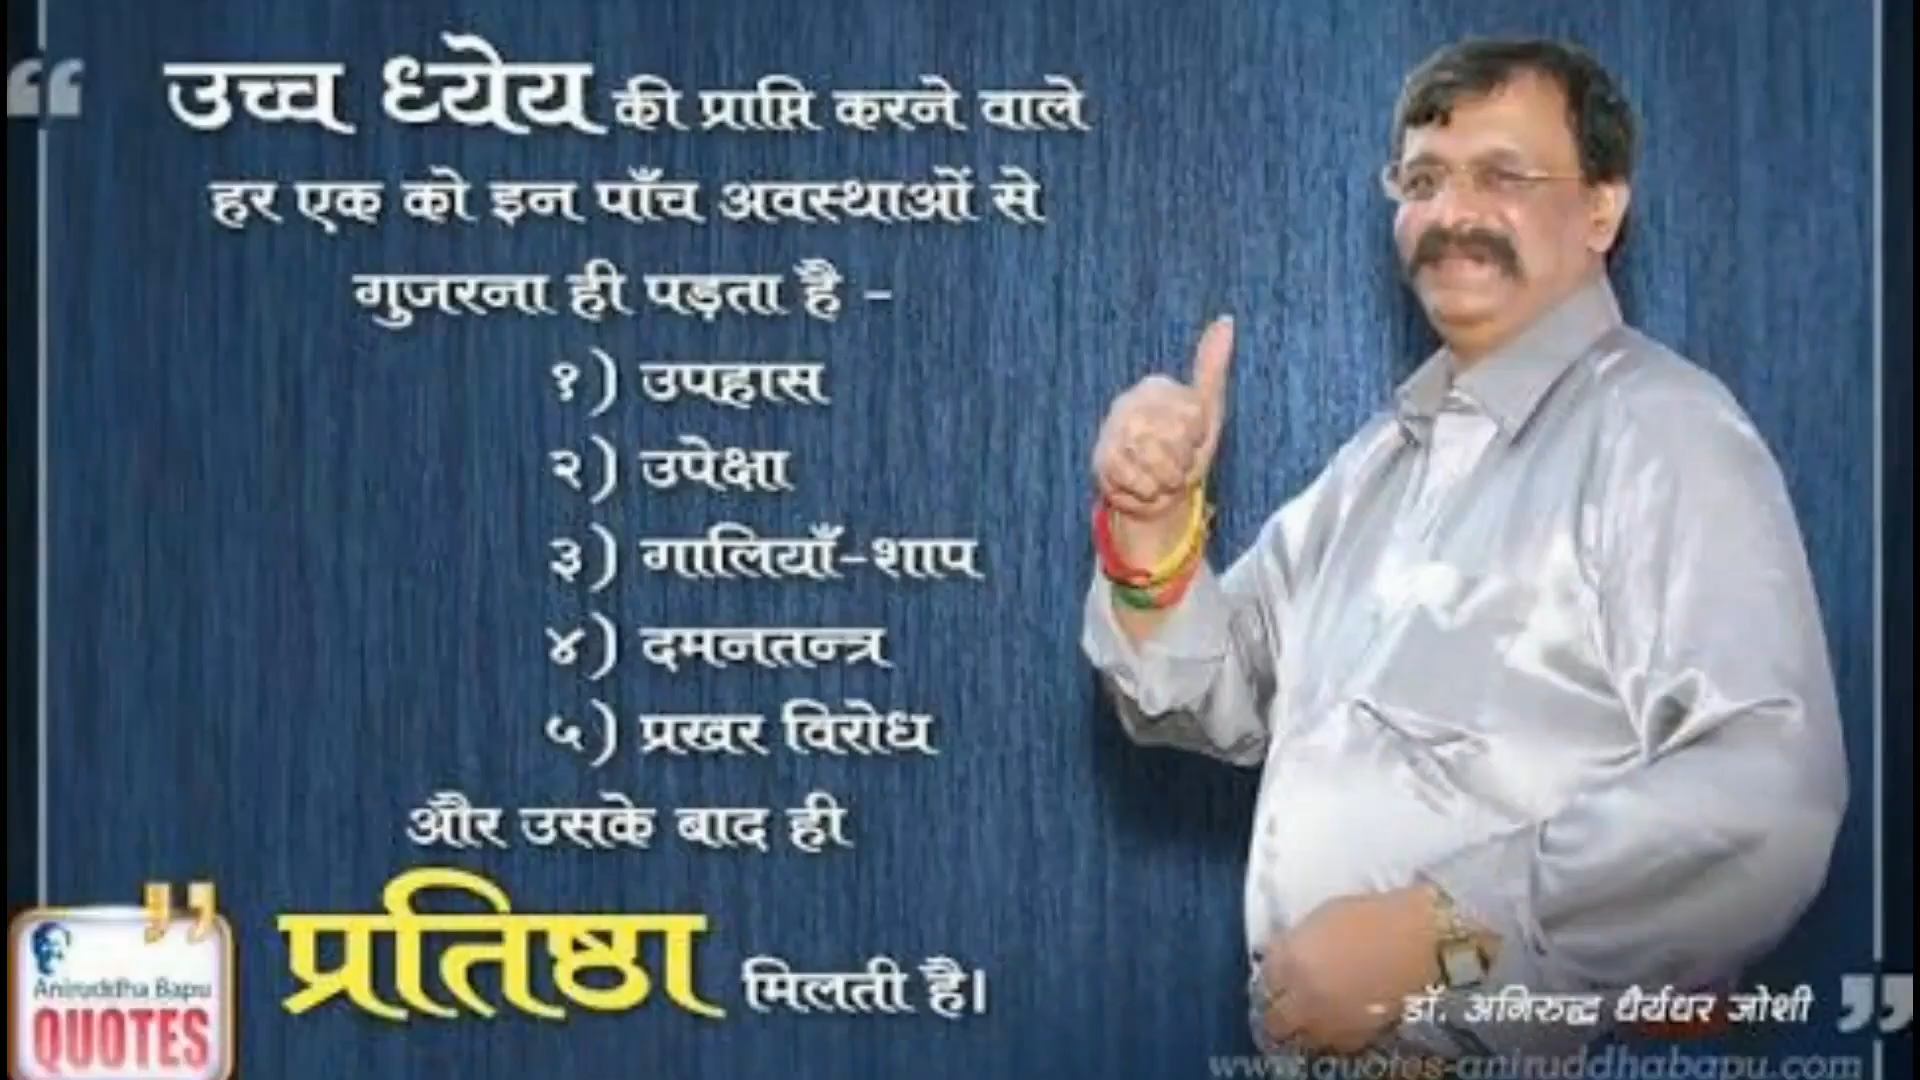 “
उच्च ध्येय की प्राप्ति करने वाले
हर एक को इन पाँच अवस्थाओं से
गुजरना ही पड़ता है -
१) उपहास
२) उपेक्षा
३) गालियाँ-शाप
४) दमनतन्त्र
५) प्रखर विरोध
और उसके बाद ही
प्रतिष्ठा मिलती है।
- डॉ. अनिरुद्ध धैर्यधर जोशी ”
www.quotes-aniruddhabapu.com
”
Aniruddha Bapu
QUOTES